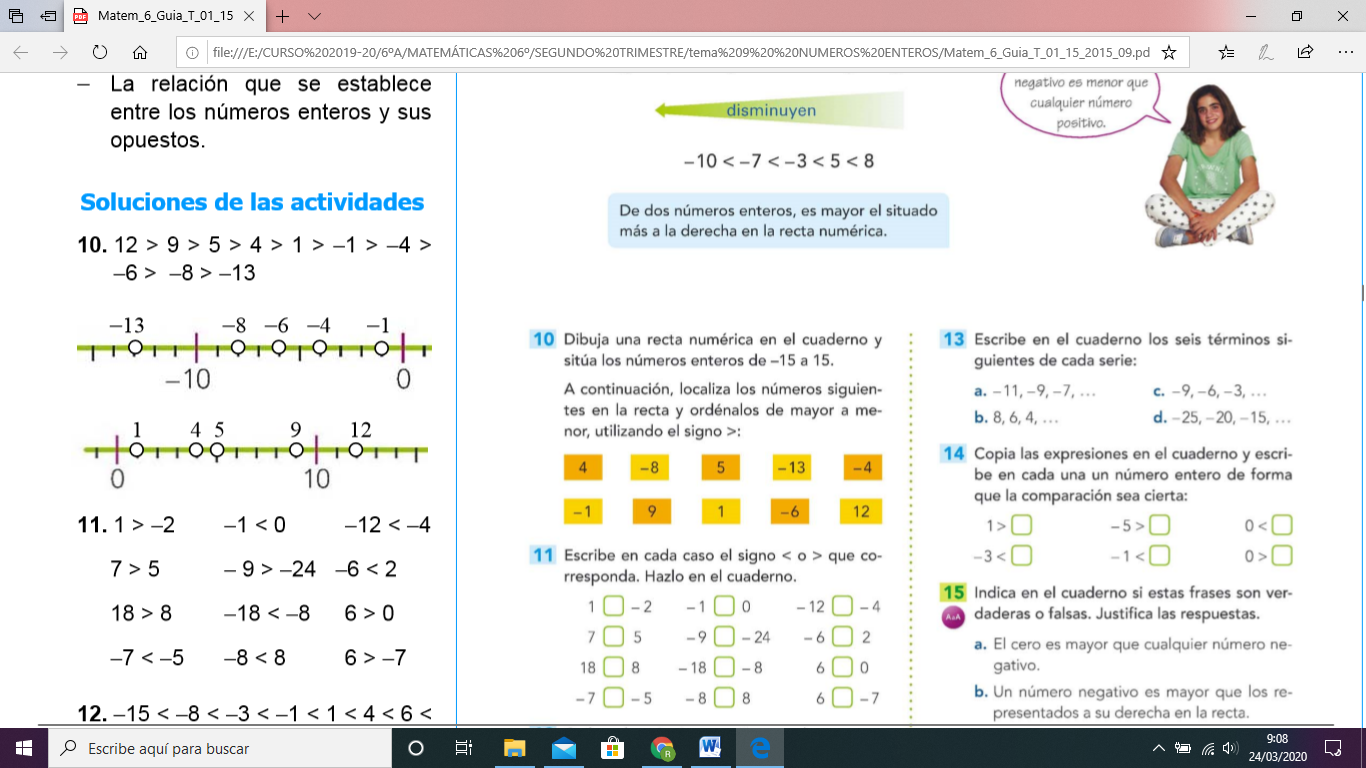 Matem_6_Guia_T_01_15
file:///E:/CURSO%202019-20/6ºA/MATEMÁTICAS%206º/SEGUNDO%20TRIMESTRE/tema%209%20%20NUMEROS%20ENTEROS/Matem_6_Guia_T_01_15_2015_09.pd
– La relación que se establece
entre los números enteros y sus
opuestos.
Soluciones de las actividades
10. 12 > 9 > 5 > 4 > 1 > –1 > –4 >
–6 > –8 > –13
–13 –8 –6 –4 –1
–10 0
1 4 5 9 12
0 10
11. 1 > –2 –1 < 0 –12 < –4
7 > 5 – 9 > –24 –6 < 2
18 > 8 –18 < –8 6 > 0
–7 < –5 –8 < 8 6 > –7
12. –15 < –8 < –3 < –1 < 1 < 4 < 6 <
disminuyen
–10 < –7 < –3 < 5 < 8
negativo es menor que
cualquier número
positivo.
De dos números enteros, es mayor el situado
más a la derecha en la recta numérica.
10 Dibuja una recta numérica en el cuaderno y
sitúa los números enteros de –15 a 15.
A continuación, localiza los números siguien-
tes en la recta y ordénalos de mayor a me-
nor, utilizando el signo >:
4 –8 5 –13 –4
–1 9 1 –6 12
11 Escribe en cada caso el signo < o > que co-
rresponda. Hazlo en el cuaderno.
1 □ – 2 – 1 □ 0 – 12 □ – 4
7 □ 5 – 9 □ – 24 – 6 □ 2
18 □ 8 – 18 □ – 8 6 □ 0
– 7 □ – 5 – 8 □ 8 6 □ – 7
13 Escribe en el cuaderno los seis términos si-
guientes de cada serie:
a. – 11, – 9, – 7, … c. – 9, – 6, – 3, …
b. 8, 6, 4, … d. – 25, – 20, – 15, …
14 Copia las expresiones en el cuaderno y escri-
be en cada una un número entero de forma
que la comparación sea cierta:
1 > □ – 5 > □ 0 < □
– 3 < □ – 1 < □ 0 > □
15 Indica en el cuaderno si estas frases son ver-
daderas o falsas. Justifica las respuestas.
a. El cero es mayor que cualquier número ne-
gativo.
b. Un número negativo es mayor que los re-
presentados a su derecha en la recta.
Escribe aquí para buscar
9:08
24/03/2020